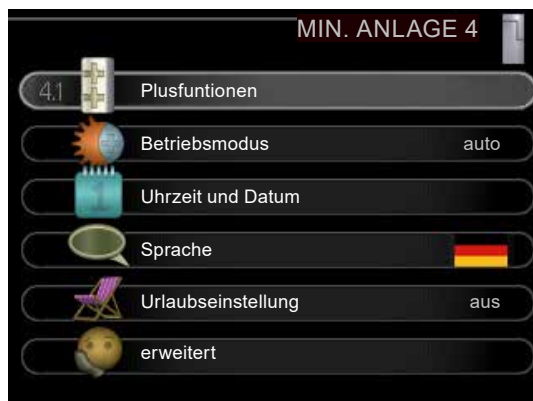 MIN. ANLAGE 4
4.1 Plusfuntionen
Betriebsmodus auto
Uhrzeit und Datum
Sprache
Urlaubseinstellung aus
erweitert